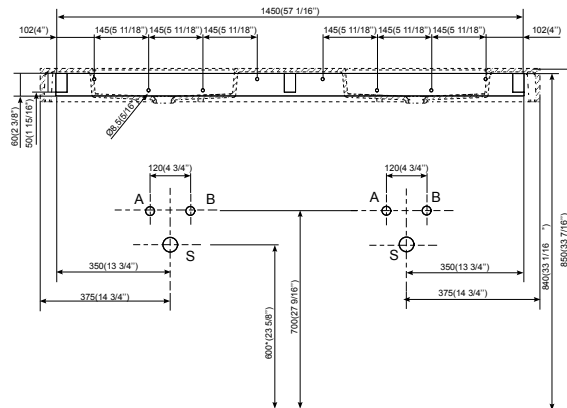 1450(57 1/16")
102(4") 145(5 11/18") 145(5 11/18") 145(5 11/18") 145(5 11/18") 145(5 11/18") 145(5 11/18") 102(4")
60(2 3/8")
50(1 15/16")
Ø8.5(5/16")
120(4 3/4") 120(4 3/4")
A B A B
S S
350(13 3/4") 350(13 3/4")
375(14 3/4") 375(14 3/4")
600*(23 5/8")
700(27 9/16")
840(33 1/16 ")
850(33 7/16")